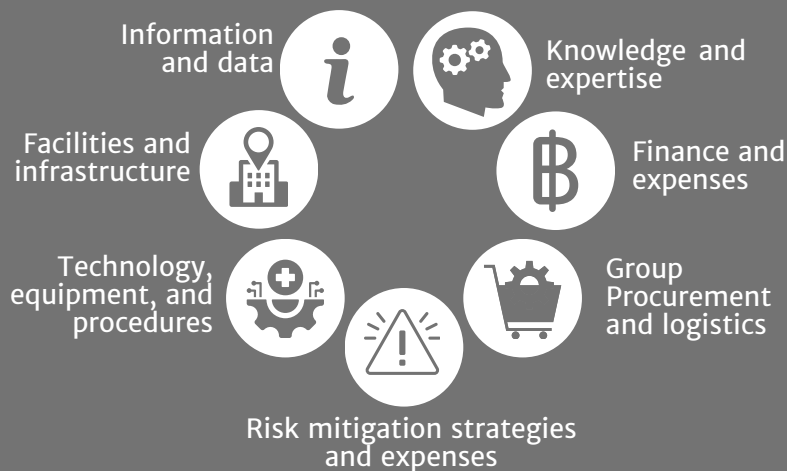 Information
and data
Knowledge and
expertise
Facilities and
infrastructure
Finance and
expenses
Technology,
equipment, and
procedures
Group
Procurement
and logistics
Risk mitigation strategies
and expenses